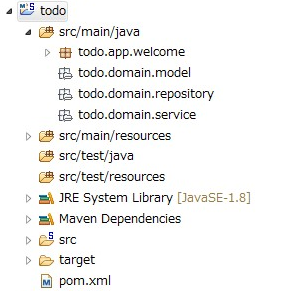 todo
src/main/java
todo.app.welcome
todo.domain.model
todo.domain.repository
todo.domain.service
src/main/resources
src/test/java
src/test/resources
JRE System Library [JavaSE-1.8]
Maven Dependencies
src
target
pom.xml